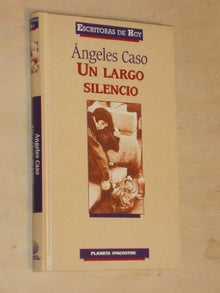 ESCRITORAS DE HOY
Ángeles Caso
UN LARGO
SILENCIO
PLANETA DEAGOSTINI
Ángeles Caso